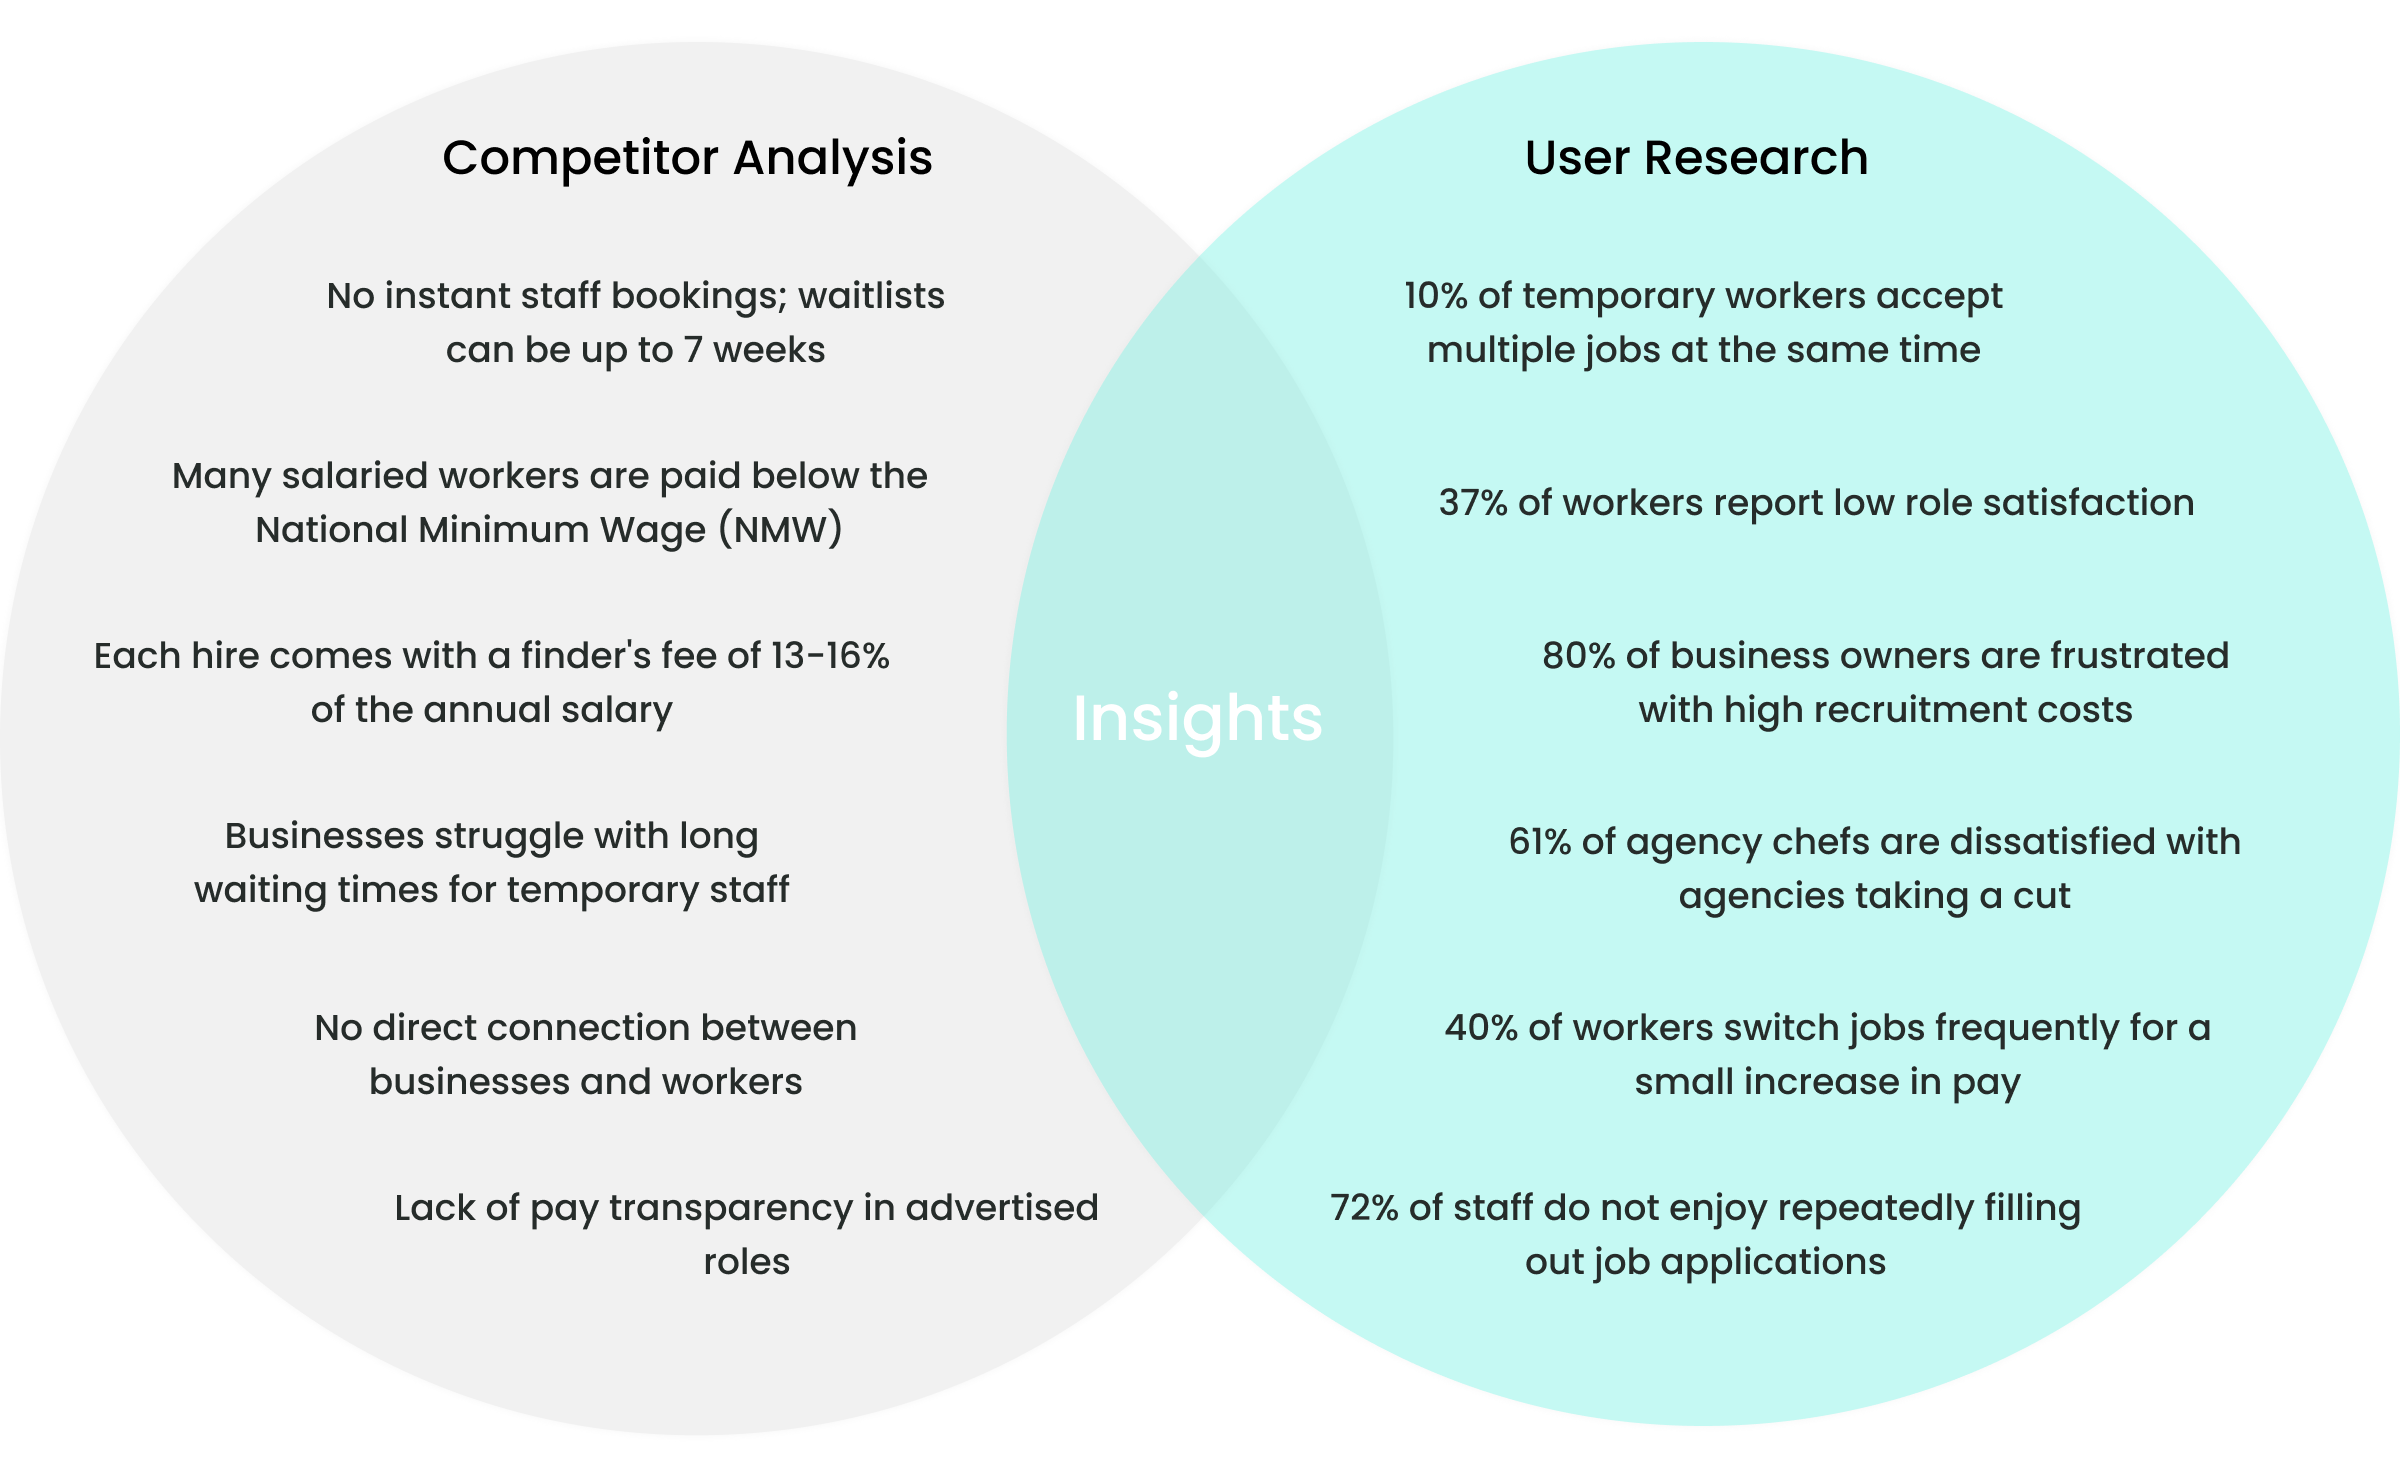 Competitor Analysis
No instant staff bookings; waitlists
can be up to 7 weeks
Many salaried workers are paid below the
National Minimum Wage (NMW)
Each hire comes with a finder's fee of 13-16%
of the annual salary
Businesses struggle with long
waiting times for temporary staff
No direct connection between
businesses and workers
Lack of pay transparency in advertised
roles
Insights
User Research
10% of temporary workers accept
multiple jobs at the same time
37% of workers report low role satisfaction
80% of business owners are frustrated
with high recruitment costs
61% of agency chefs are dissatisfied with
agencies taking a cut
40% of workers switch jobs frequently for a
small increase in pay
72% of staff do not enjoy repeatedly filling
out job applications